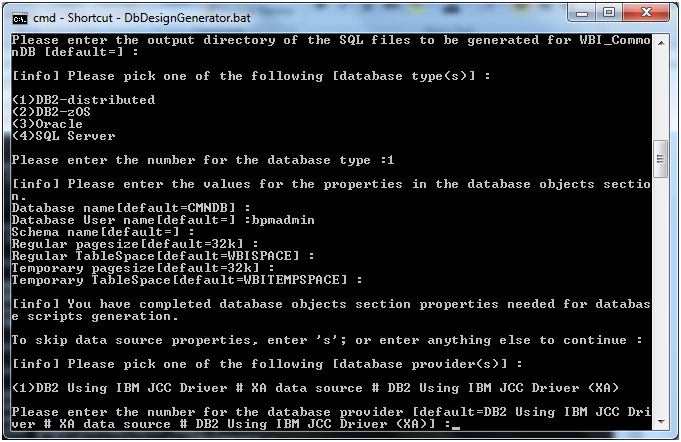 cmd - Shortcut - DbDesignGenerator.bat
Please enter the output directory of the SQL files to be generated for WBI_Commo
nDB [default=] :
[info] Please pick one of the following [database type(s)] :
(1)DB2-distributed
(2)DB2-zOS
(3)Oracle
(4)SQL Server
Please enter the number for the database type :1
[info] Please enter the values for the properties in the database objects sectio
n.
Database name[default=CMNDB] :
Database User name[default=] :bpmadmin
Schema name[default=] :
Regular pagesize[default=32k] :
Regular TableSpace[default=WBISPACE] :
Temporary pagesize[default=32k] :
Temporary TableSpace[default=WBITEMPSPACE] :
[info] You have completed database objects section properties needed for databas
e scripts generation.
To skip data source properties, enter 's'; or enter anything else to continue :
[info] Please pick one of the following [database provider(s)] :
(1)DB2 Using IBM JCC Driver # XA data source # DB2 Using IBM JCC Driver (XA)
Please enter the number for the database provider [default=DB2 Using IBM JCC Dri
ver # XA data source # DB2 Using IBM JCC Driver (XA)] :_